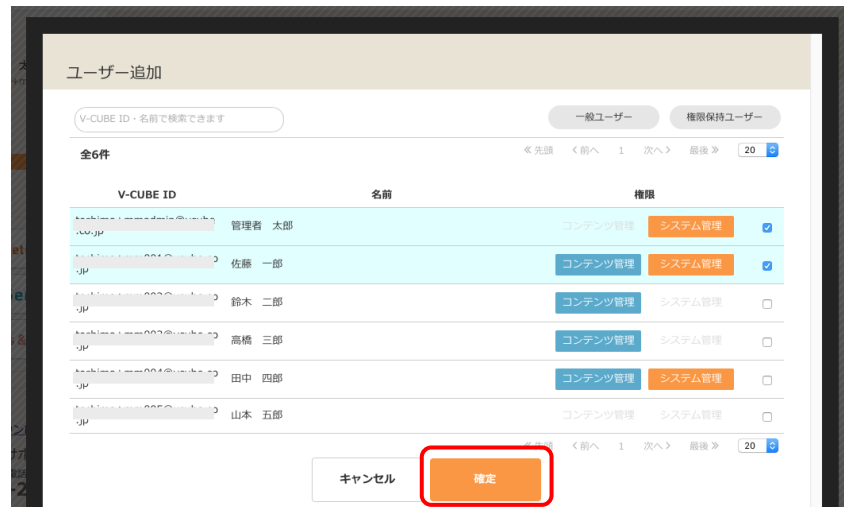 ユーザー追加
V-CUBE ID・名前で検索できます
一般ユーザー 権限保持ユーザー
全6件 ≪先頭 <前へ 1 次へ> 最後≫ 20
V-CUBE ID 名前 権限
管理者 太郎 コンテンツ管理 システム管理
.co.jp
佐藤 一郎 コンテンツ管理 システム管理
.jp
鈴木 二郎 コンテンツ管理 システム管理
.jp
高橋 三郎 コンテンツ管理 システム管理
.jp
田中 四郎 コンテンツ管理 システム管理
.jp
山本 五郎 コンテンツ管理 システム管理
.jp
<前へ 1 次へ> 最後≫ 20
キャンセル 確定